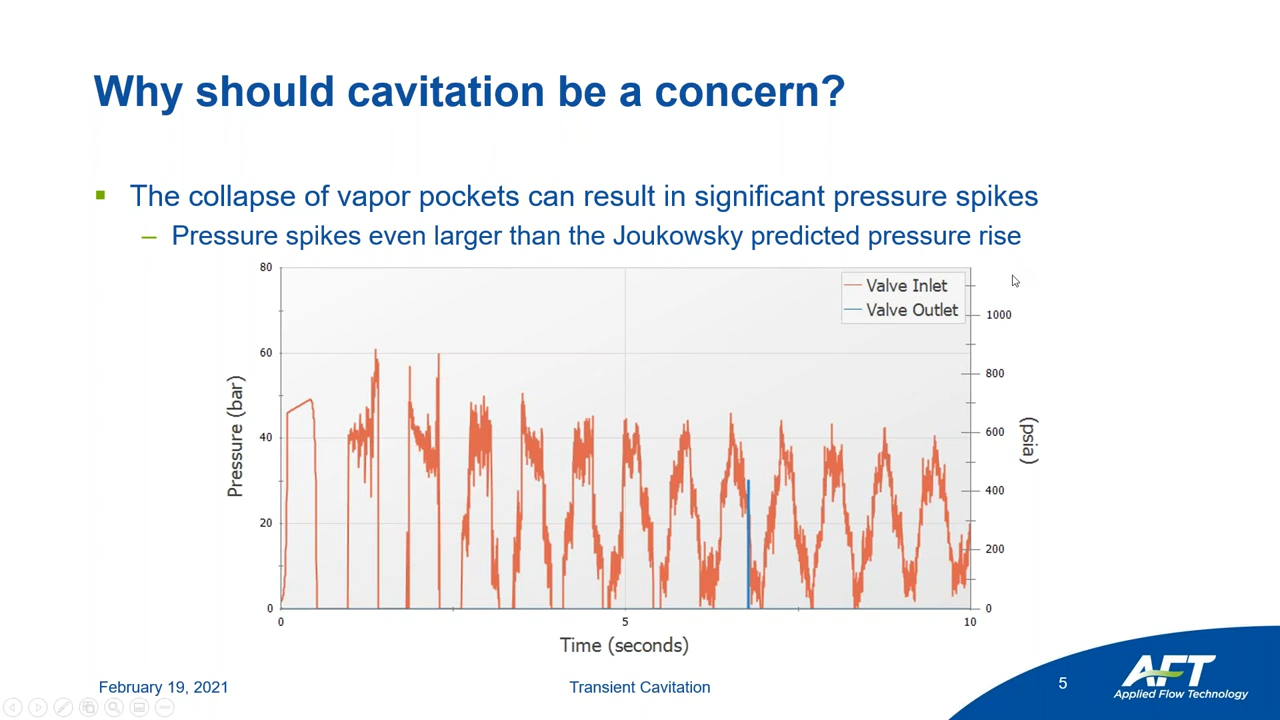 Why should cavitation be a concern?
The collapse of vapor pockets can result in significant pressure spikes
– Pressure spikes even larger than the Joukowsky predicted pressure rise
80
60
40
20
0
Pressure (bar)
Valve Inlet
Valve Outlet
1000
800
600
400
200
0
(psia)
0
5
10
Time (seconds)
February 19, 2021
Transient Cavitation
5
AFT
Applied Flow Technology